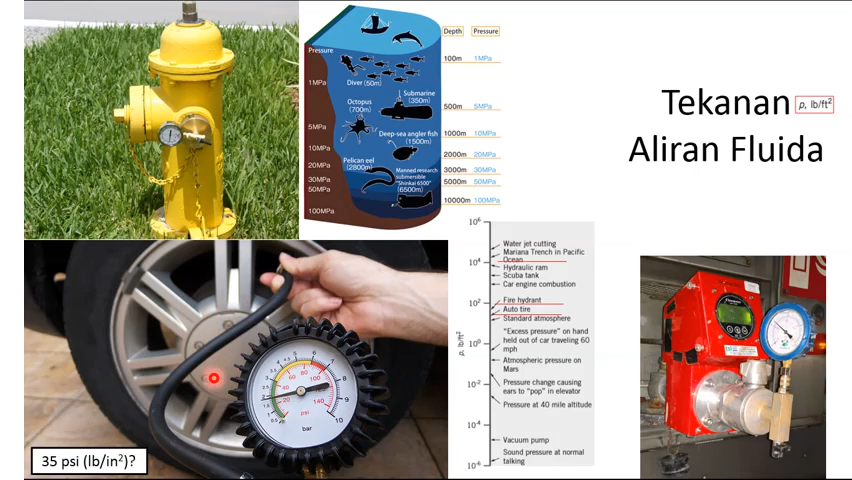 Tekanan p, lb/ft²
Aliran Fluida
Depth Pressure
Pressure
100m 1MPa
Diver (50m)
1MPa
Submarine
(350m)
Octopus
(700m)
500m 5MPa
5MPa
Deep-sea angler fish
(1500m)
1000m 10MPa
10MPa
2000m 20MPa
Pelican eel
(2800m)
20MPa
3000m 30MPa
Manned research
submersible
"Shinkai 6500"
(6500m)
30MPa
5000m 50MPa
50MPa
10000m 100MPa
100MPa
p, lb/ft²
10⁶
Water jet cutting
Mariana Trench in Pacific
Ocean
10⁴
Hydraulic ram
Scuba tank
Car engine combustion
10²
Fire hydrant
Auto tire
Standard atmosphere
"Excess pressure" on hand
held out of car traveling 60
mph
10⁰
Atmospheric pressure on
Mars
10⁻²
Pressure change causing
ears to "pop" in elevator
Pressure at 40 mile altitude
10⁻⁴
Vacuum pump
Sound pressure at normal
talking
10⁻⁶
psi
bar
35 psi (lb/in²)?